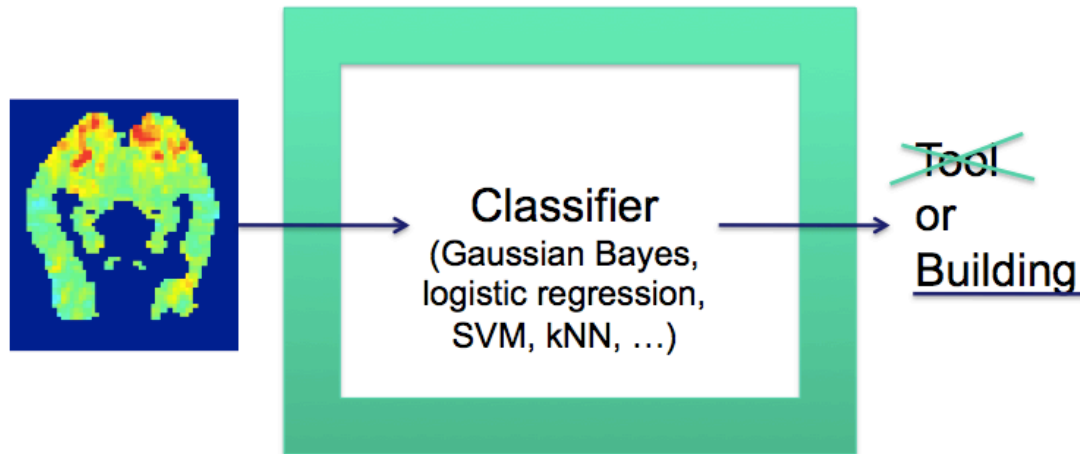 Classifier
(Gaussian Bayes,
logistic regression,
SVM, kNN, …)
Tool
or
Building